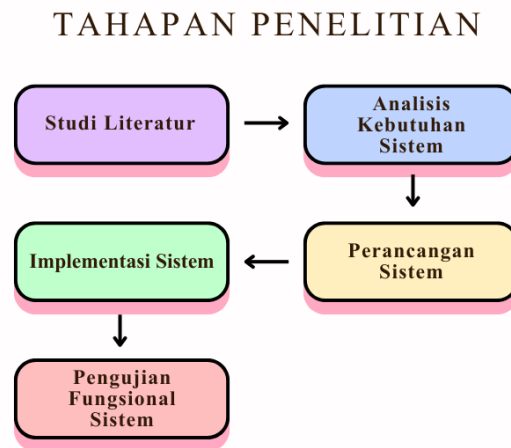 TAHAPAN PENELITIAN
Studi Literatur
Analisis
Kebutuhan
Sistem
Perancangan
Sistem
Implementasi Sistem
Pengujian
Fungsional
Sistem